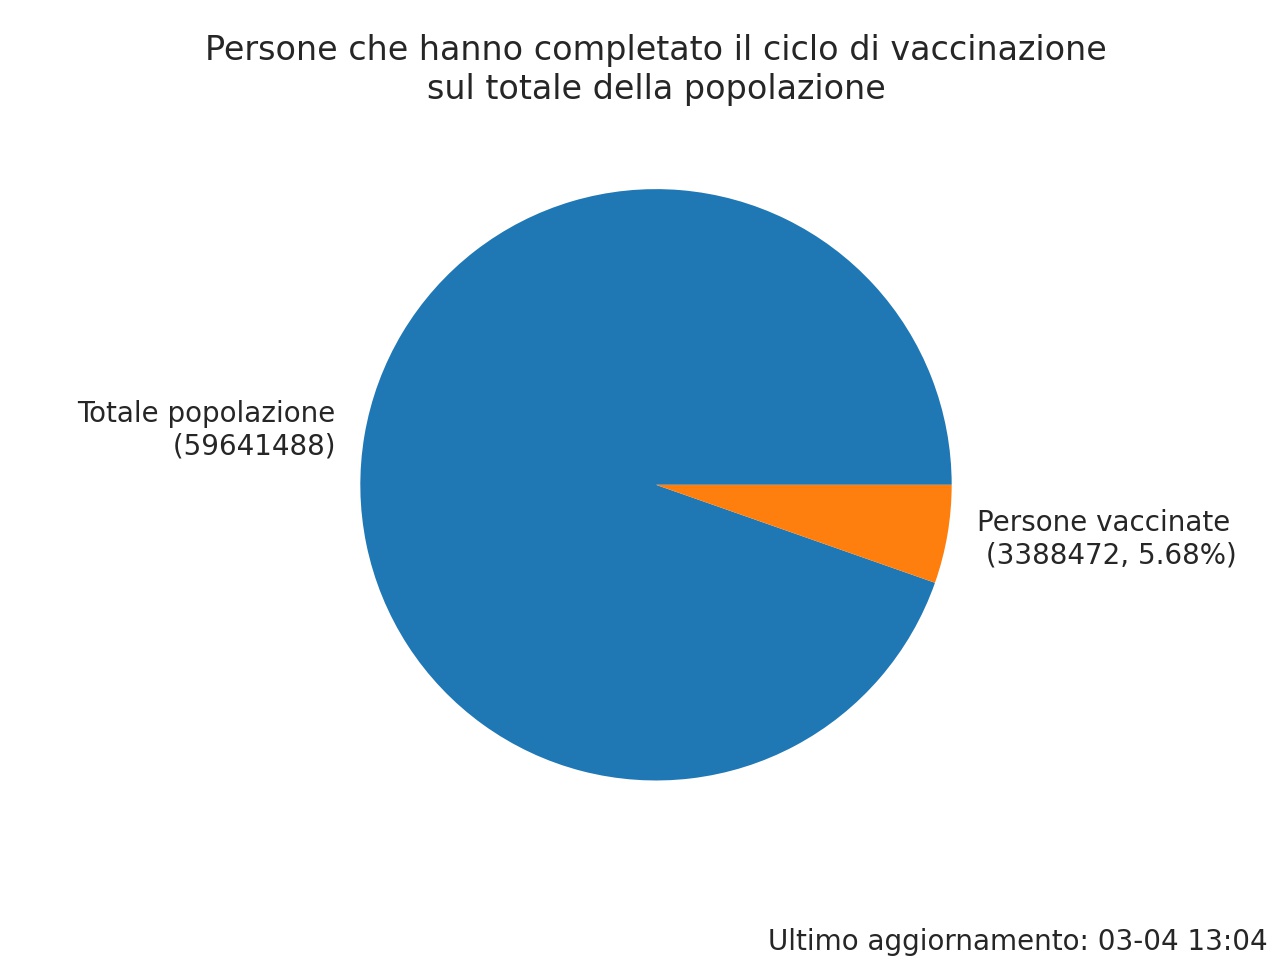 Persone che hanno completato il ciclo di vaccinazione
sul totale della popolazione
Totale popolazione
(59641488)
Persone vaccinate
(3388472, 5.68%)
Ultimo aggiornamento: 03-04 13:04